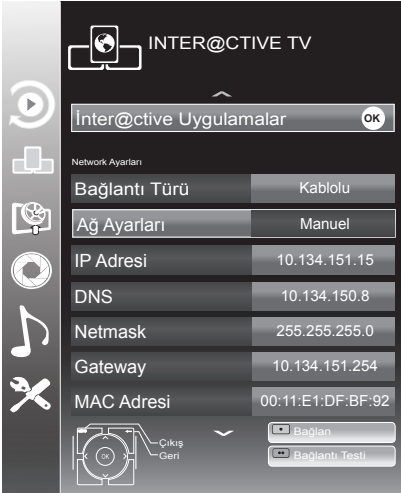 INTER@CTIVE TV
İnter@ctive Uygulamalar OK
Network Ayarları
Bağlantı Türü Kablolu
Ağ Ayarları Manuel
IP Adresi 10.134.151.15
DNS 10.134.150.8
Netmask 255.255.255.0
Gateway 10.134.151.254
MAC Adresi 00:11:E1:DF:BF:92
OK
Çıkış
Geri
Bağlan
Bağlantı Testi